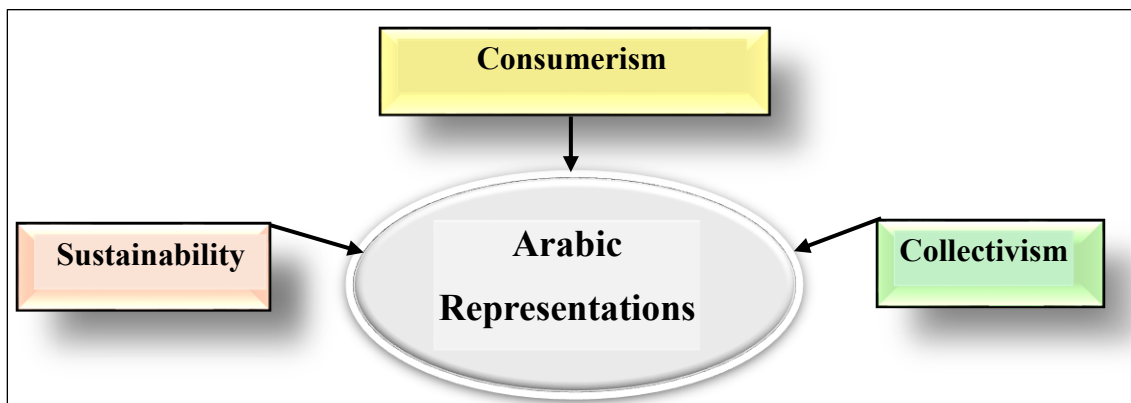 Consumerism
Sustainability
Arabic
Representations
Collectivism